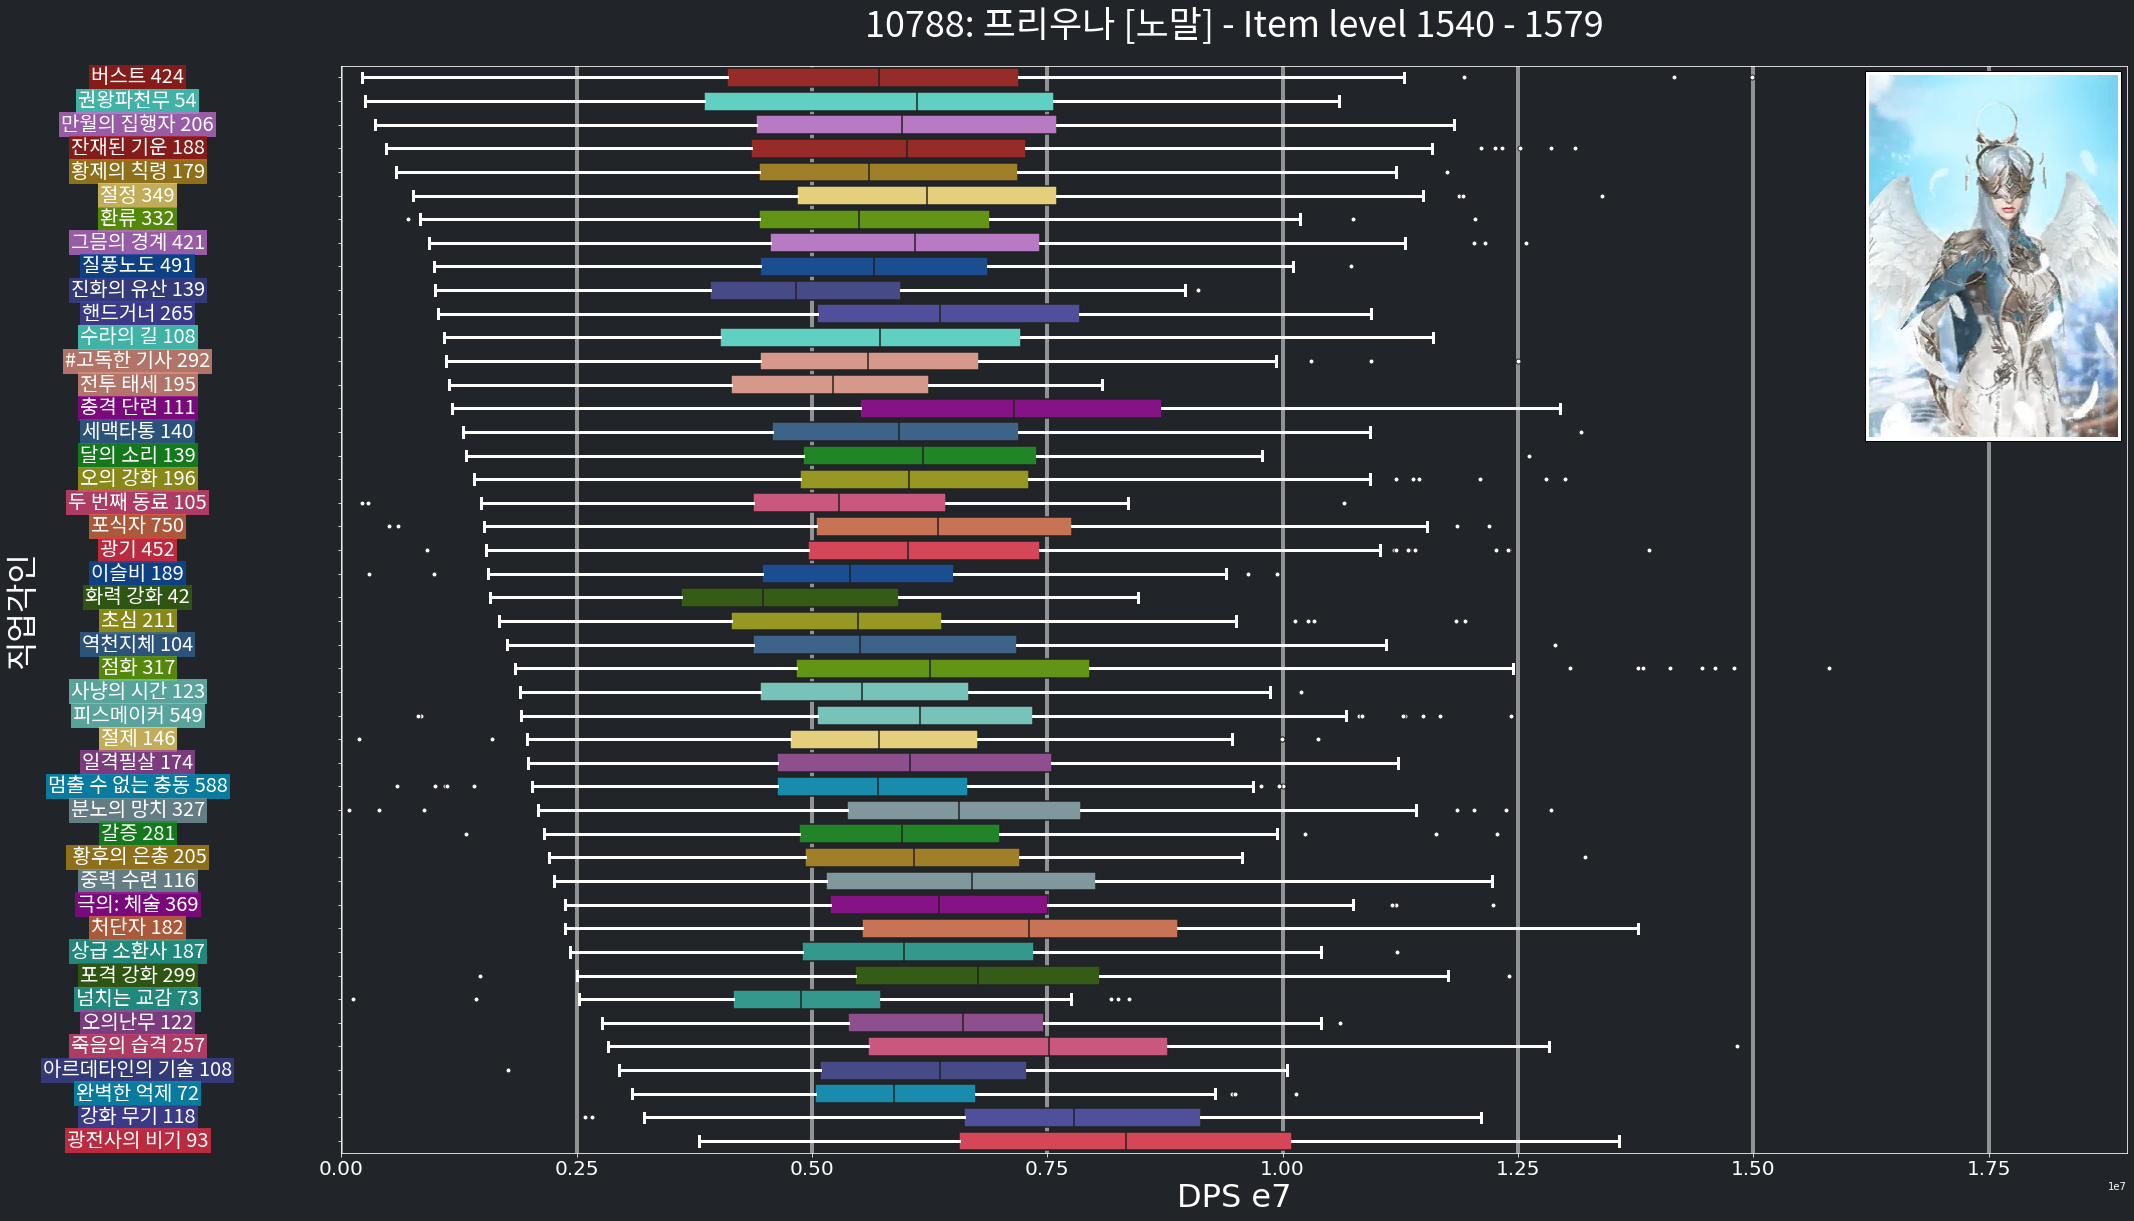 10788: 프리우나 [노말] - Item level 1540 - 1579
직업각인
버스트 424
권왕파천무 54
만월의 집행자 206
잔재된 기운 188
황제의 칙령 179
절정 349
환류 332
그믐의 경계 421
질풍노도 491
진화의 유산 139
핸드거너 265
수라의 길 108
#고독한 기사 292
전투 태세 195
충격 단련 111
세맥타통 140
달의 소리 139
오의 강화 196
두 번째 동료 105
포식자 750
광기 452
이슬비 189
화력 강화 42
초심 211
역천지체 104
점화 317
사냥의 시간 123
피스메이커 549
절제 146
일격필살 174
멈출 수 없는 충동 588
분노의 망치 327
갈증 281
황후의 은총 205
중력 수련 116
극의: 체술 369
처단자 182
상급 소환사 187
포격 강화 299
넘치는 교감 73
오의난무 122
죽음의 습격 257
아르데타인의 기술 108
완벽한 억제 72
강화 무기 118
광전사의 비기 93
0.00 0.25 0.50 0.75 1.00 1.25 1.50 1.75
DPS e7
1e7